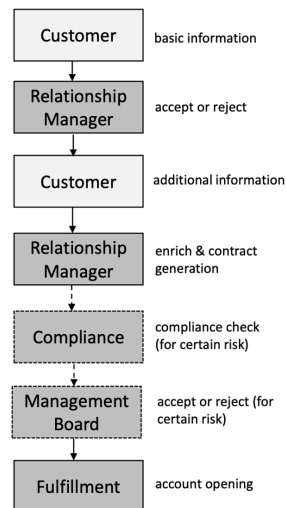 Customer
basic information
Relationship
Manager
accept or reject
Customer
additional information
Relationship
Manager
enrich & contract
generation
Compliance
compliance check
(for certain risk)
Management
Board
accept or reject (for
certain risk)
Fulfillment
account opening